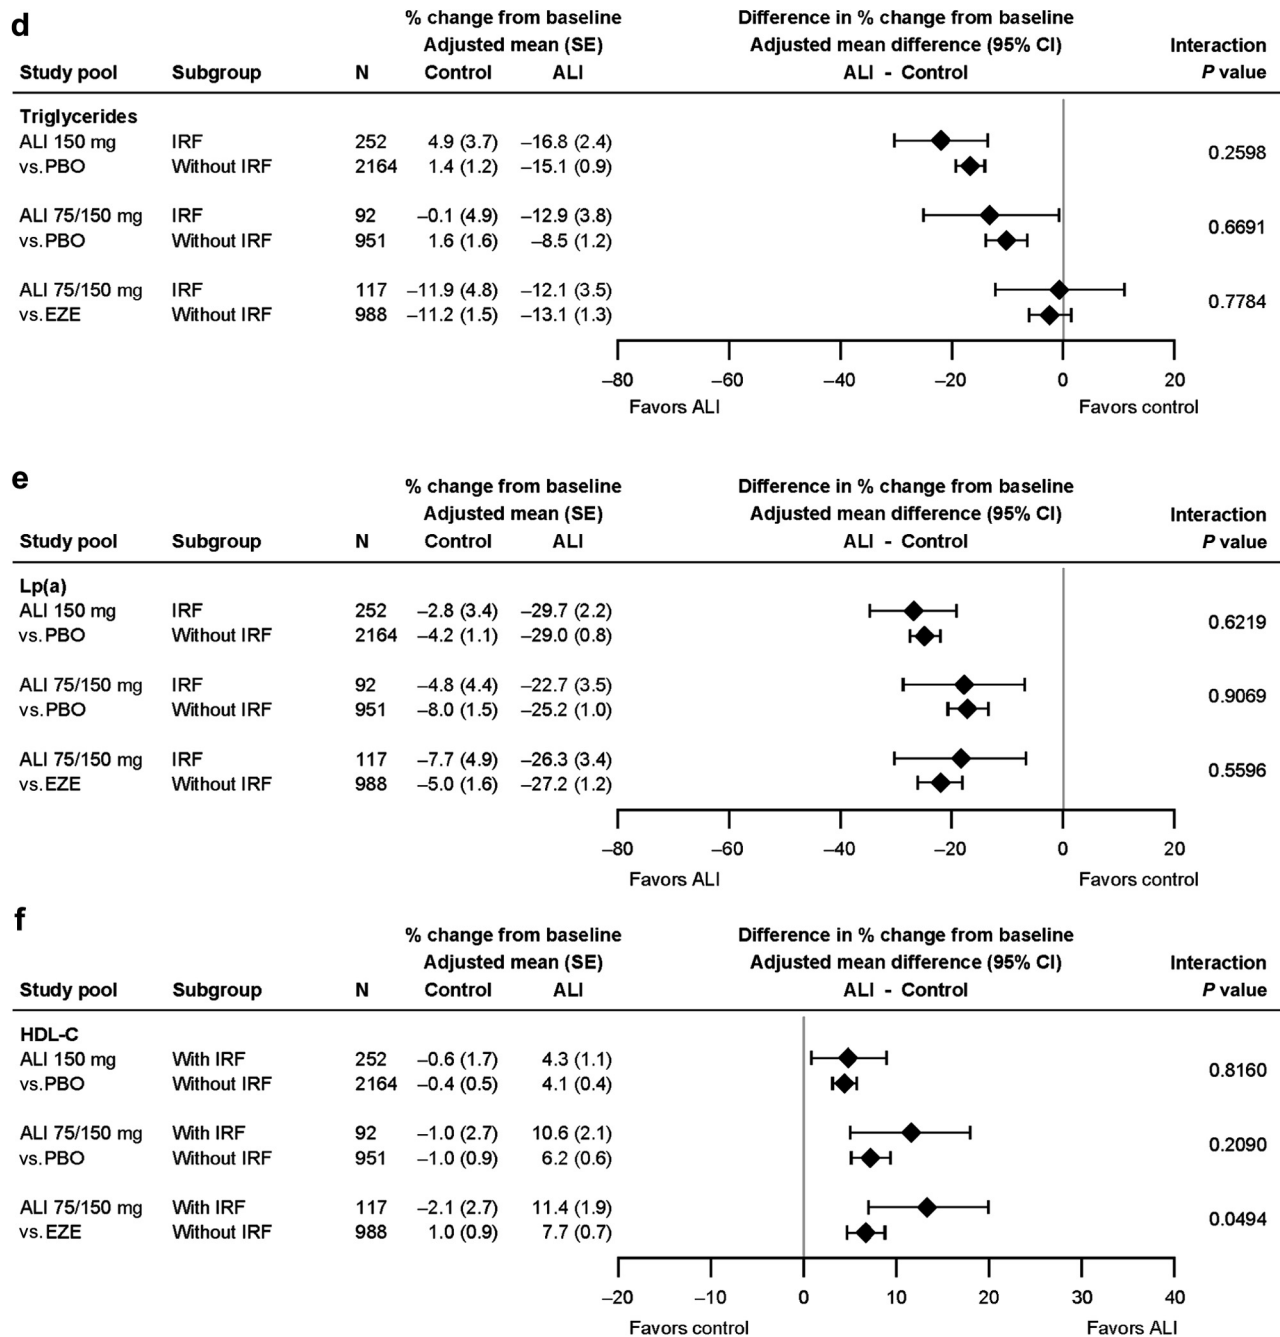 d
% change from baseline Difference in % change from baseline
Adjusted mean (SE) Adjusted mean difference (95% CI) Interaction
Study pool Subgroup N Control ALI ALI - Control P value
Triglycerides
ALI 150 mg IRF 252 4.9 (3.7) –16.8 (2.4) 0.2598
vs.PBO Without IRF 2164 1.4 (1.2) –15.1 (0.9)
ALI 75/150 mg IRF 92 –0.1 (4.9) –12.9 (3.8) 0.6691
vs.PBO Without IRF 951 1.6 (1.6) –8.5 (1.2)
ALI 75/150 mg IRF 117 –11.9 (4.8) –12.1 (3.5) 0.7784
vs.EZE Without IRF 988 –11.2 (1.5) –13.1 (1.3)
–80 –60 –40 –20 0 20
Favors ALI Favors control
e
% change from baseline Difference in % change from baseline
Adjusted mean (SE) Adjusted mean difference (95% CI) Interaction
Study pool Subgroup N Control ALI ALI - Control P value
Lp(a)
ALI 150 mg IRF 252 –2.8 (3.4) –29.7 (2.2) 0.6219
vs.PBO Without IRF 2164 –4.2 (1.1) –29.0 (0.8)
ALI 75/150 mg IRF 92 –4.8 (4.4) –22.7 (3.5) 0.9069
vs.PBO Without IRF 951 –8.0 (1.5) –25.2 (1.0)
ALI 75/150 mg IRF 117 –7.7 (4.9) –26.3 (3.4) 0.5596
vs.EZE Without IRF 988 –5.0 (1.6) –27.2 (1.2)
–80 –60 –40 –20 0 20
Favors ALI Favors control
f
% change from baseline Difference in % change from baseline
Adjusted mean (SE) Adjusted mean difference (95% CI) Interaction
Study pool Subgroup N Control ALI ALI - Control P value
HDL-C
ALI 150 mg With IRF 252 –0.6 (1.7) 4.3 (1.1) 0.8160
vs.PBO Without IRF 2164 –0.4 (0.5) 4.1 (0.4)
ALI 75/150 mg With IRF 92 –1.0 (2.7) 10.6 (2.1) 0.2090
vs.PBO Without IRF 951 –1.0 (0.9) 6.2 (0.6)
ALI 75/150 mg With IRF 117 –2.1 (2.7) 11.4 (1.9) 0.0494
vs.EZE Without IRF 988 1.0 (0.9) 7.7 (0.7)
–20 –10 0 10 20 30 40
Favors control Favors ALI